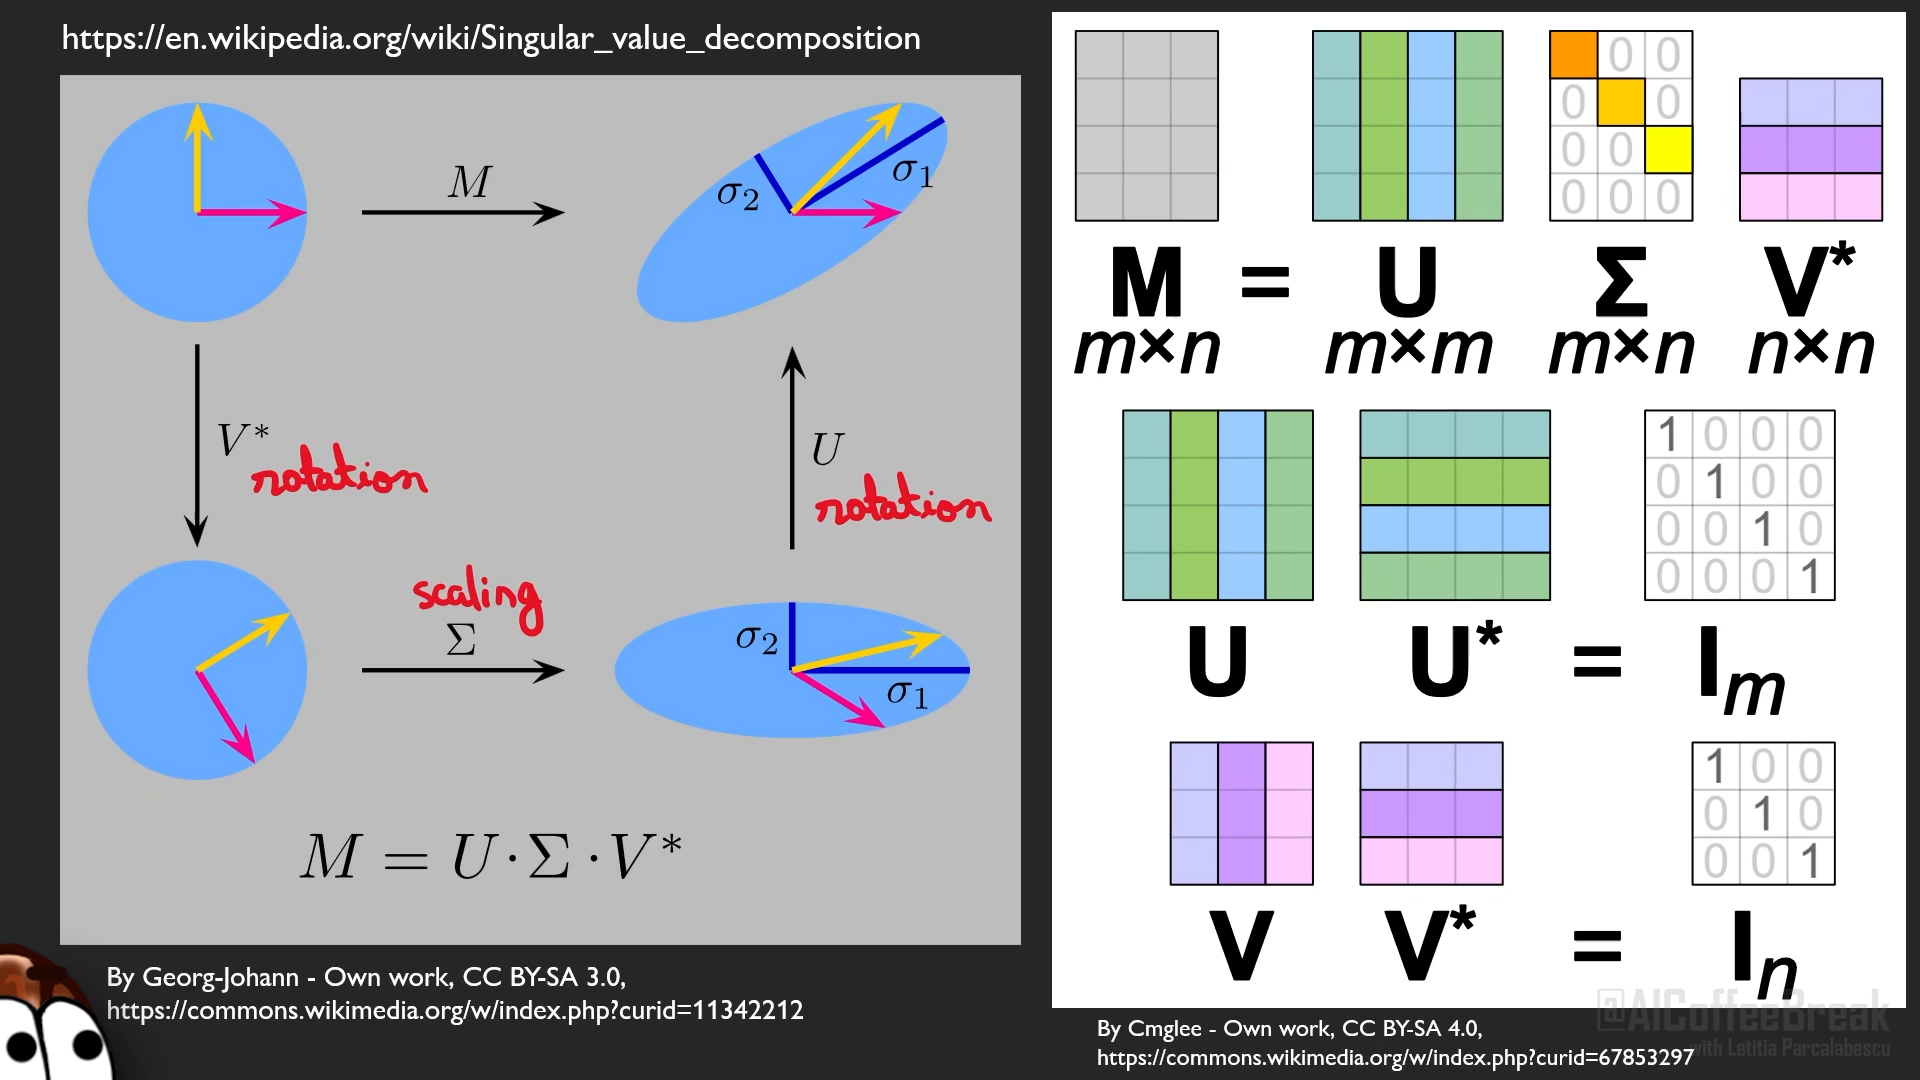 https://en.wikipedia.org/wiki/Singular_value_decomposition
M
σ2
σ1
V*
rotation
U
rotation
scaling
Σ
σ2
σ1
M = U·Σ·V*
By Georg-Johann - Own work, CC BY-SA 3.0,
https://commons.wikimedia.org/w/index.php?curid=11342212
0 0
0 0
0 0
0 0 0
M = U Σ V*
m×n m×m m×n n×n
1 0 0 0
0 1 0 0
0 0 1 0
0 0 0 1
U U* = Im
1 0 0
0 1 0
0 0 1
V V* = In
By Cmglee - Own work, CC BY-SA 4.0,
https://commons.wikimedia.org/w/index.php?curid=67853297
@AICoffeeBreak
with Letitia Parcalabescu